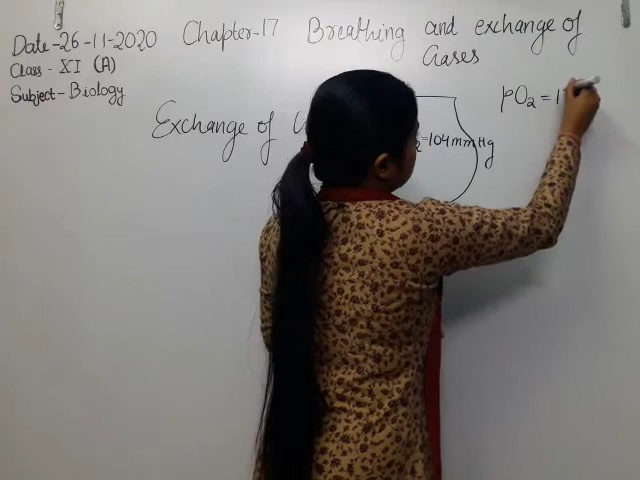 Date-26-11-2020 Chapter-17 Breathing and exchange of Gases
Class - XI (A)
Subject-Biology
Exchange of
=104mmHg
pO2 = 1